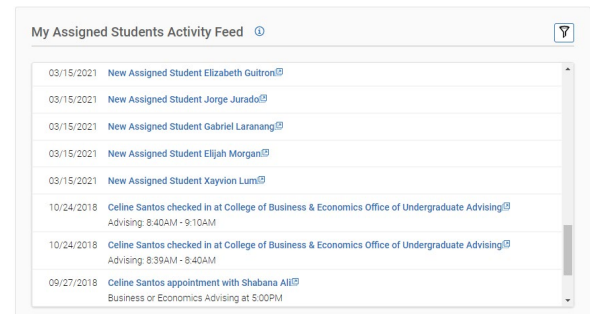 My Assigned Students Activity Feed
03/15/2021 New Assigned Student Elizabeth Guitron
03/15/2021 New Assigned Student Jorge Jurado
03/15/2021 New Assigned Student Gabriel Laranang
03/15/2021 New Assigned Student Elijah Morgan
03/15/2021 New Assigned Student Xayvion Lum
10/24/2018 Celine Santos checked in at College of Business & Economics Office of Undergraduate Advising
Advising: 8:40AM - 9:10AM
10/24/2018 Celine Santos checked in at College of Business & Economics Office of Undergraduate Advising
Advising: 8:39AM - 8:40AM
09/27/2018 Celine Santos appointment with Shabana Ali
Business or Economics Advising at 5:00PM